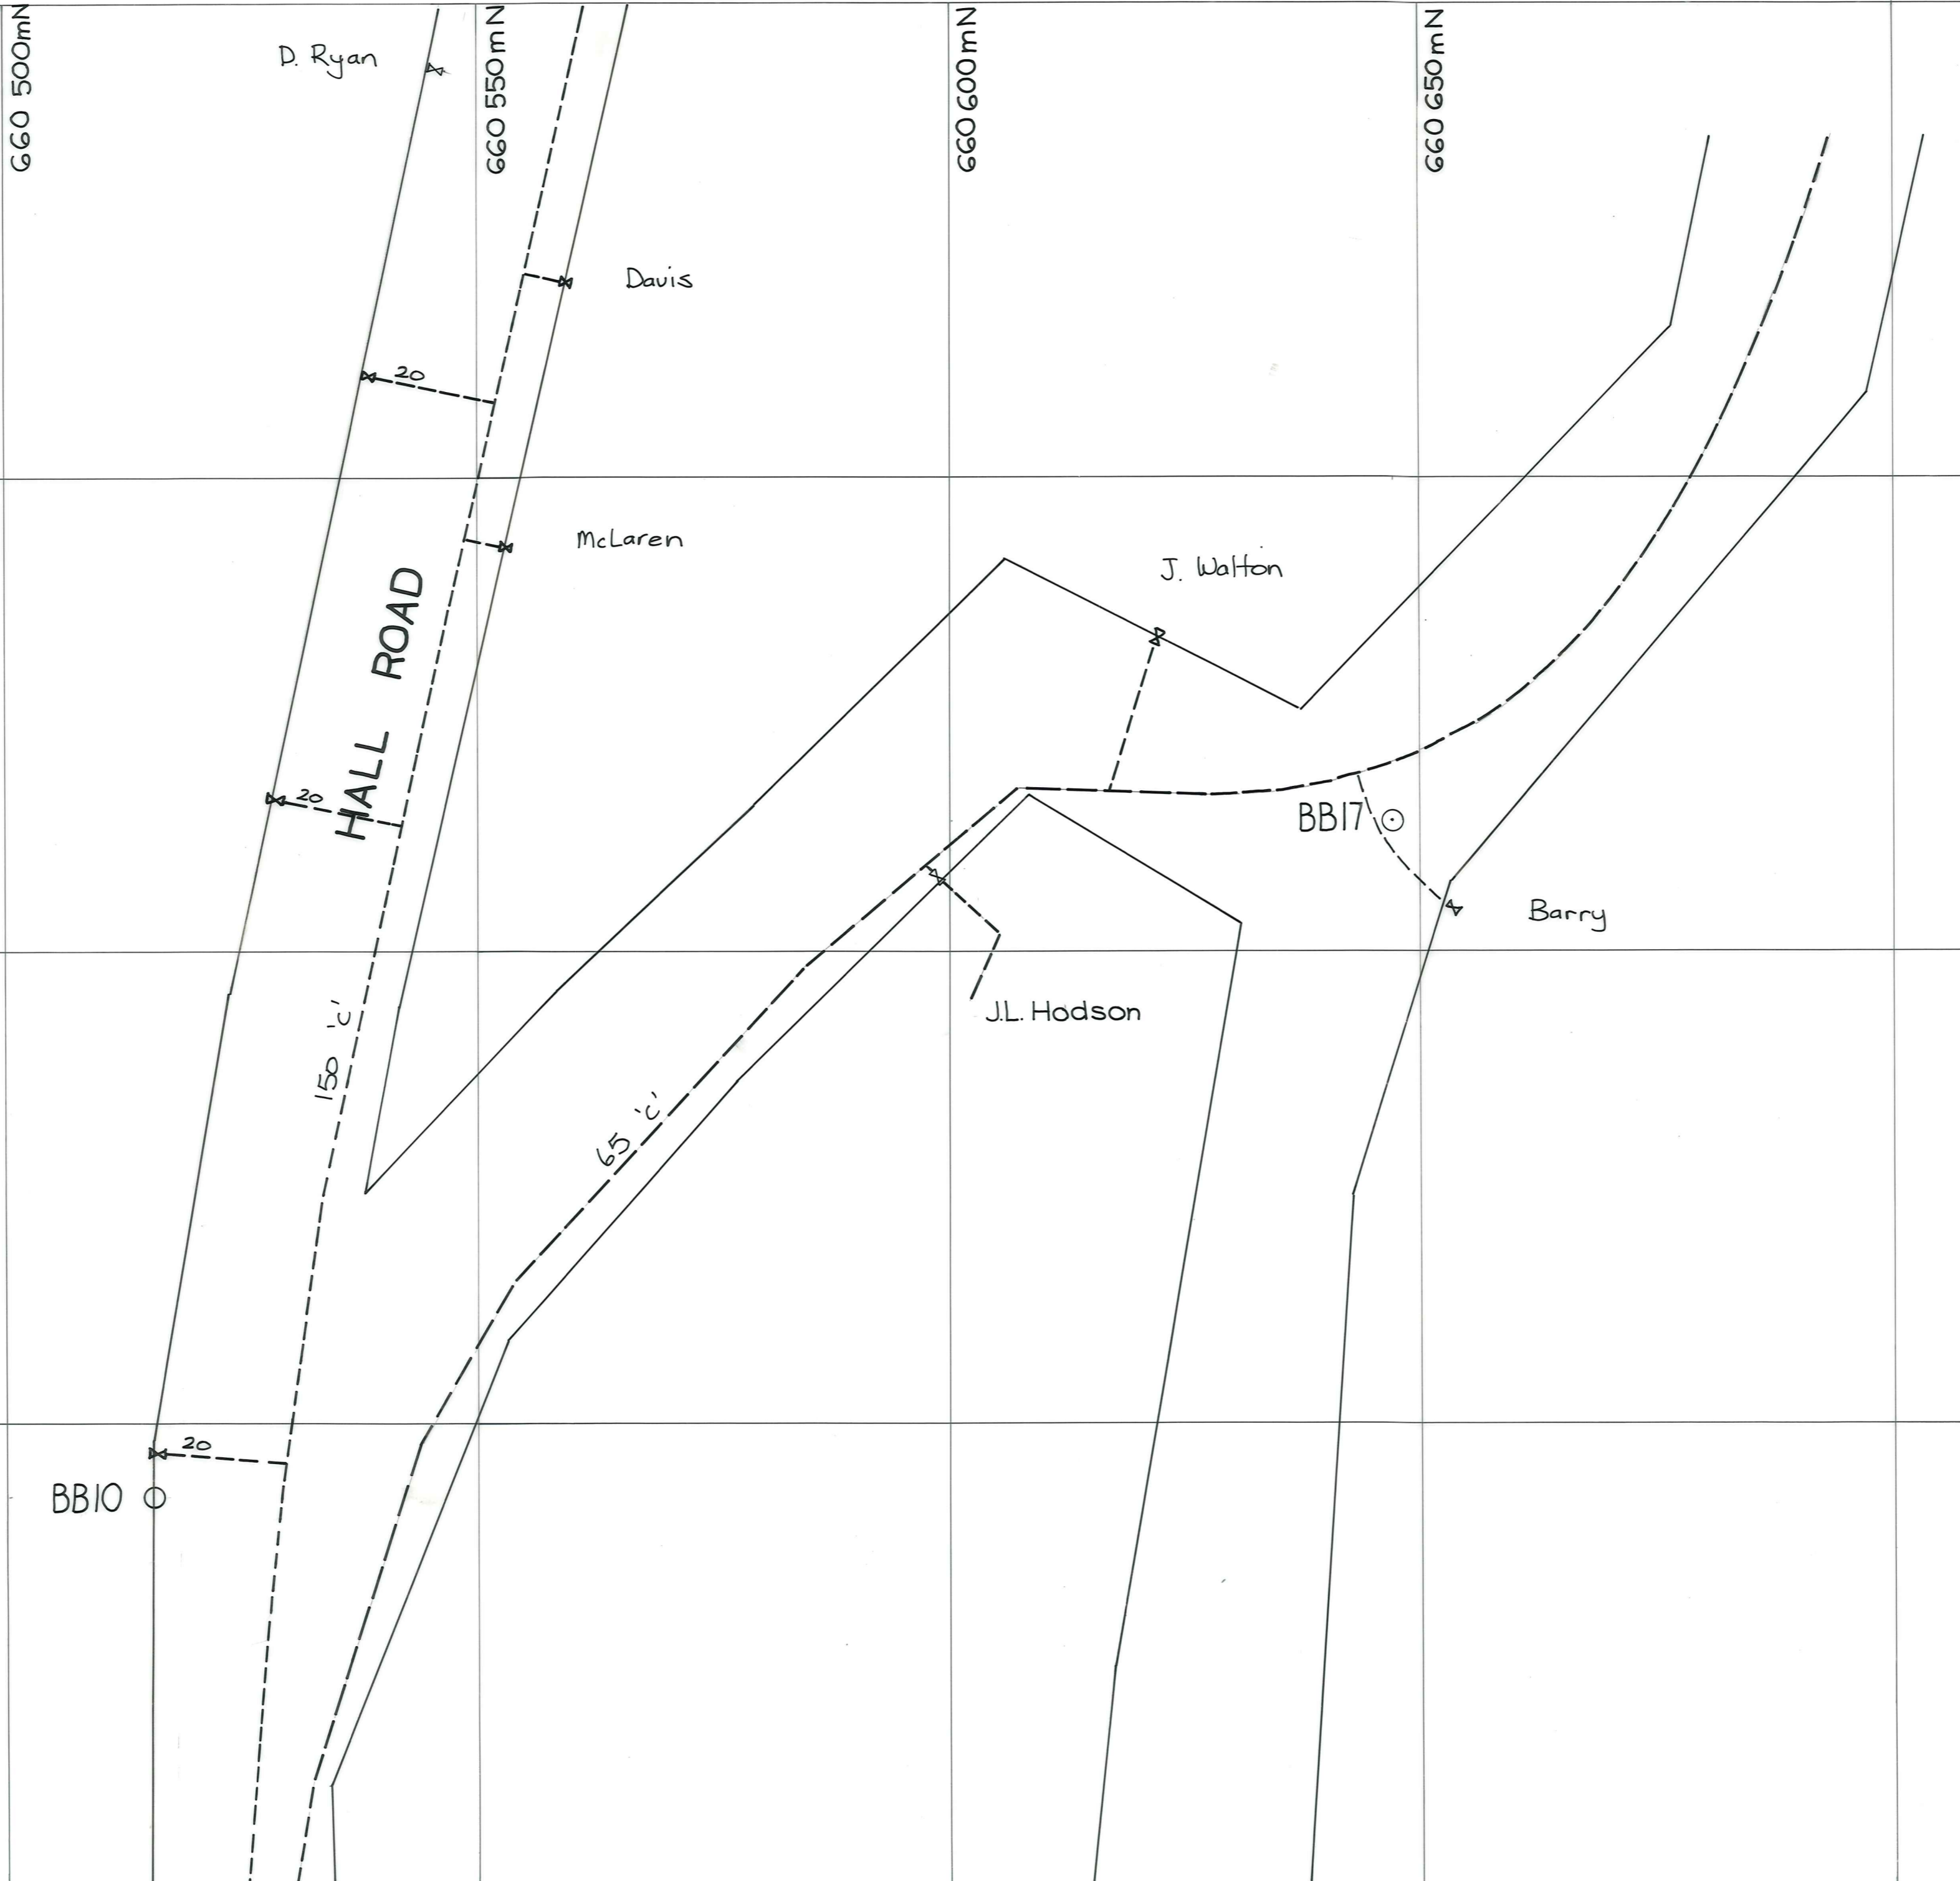 660 500mN
D. Ryan
660 550mN
660 600mN
660 650mN
Davis
20
McLaren
J. Walton
HALL ROAD
20
BB17
Barry
J.L. Hodson
150 'c'
65 'c'
20
BB10